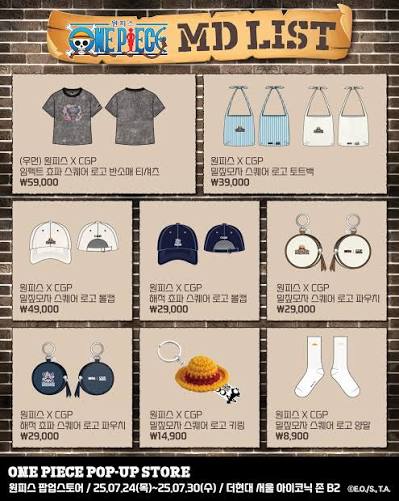 원피스
ONE PIECE
MD LIST
(우먼) 원피스 X CGP
임팩트 쵸파 스퀘어 로고 반소매 티셔츠
₩59,000
원피스 X CGP
밀짚모자 스퀘어 로고 토트백
₩39,000
원피스 X CGP
밀짚모자 스퀘어 로고 볼캡
₩49,000
원피스 X CGP
해적 쵸파 스퀘어 로고 볼캡
₩29,000
원피스 X CGP
밀짚모자 스퀘어 로고 파우치
₩29,000
원피스 X CGP
해적 쵸파 스퀘어 로고 파우치
₩29,000
원피스 X CGP
밀짚모자 스퀘어 로고 키링
₩14,900
원피스 X CGP
밀짚모자 스퀘어 로고 양말
₩8,900
ONE PIECE POP-UP STORE
원피스 팝업스토어 / 25.07.24(목)~25.07.30(수) / 더현대 서울 아이코닉 존 B2
©E.O./S., T.A.